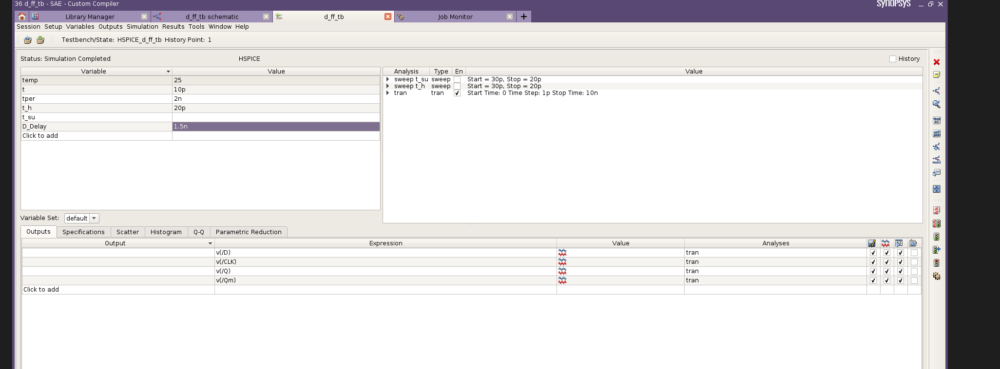 36 d_ff_tb - SAE - Custom Compiler
SYNOPSYS
Library Manager
d_ff_tb schematic
d_ff_tb
Job Monitor
Session Setup Variables Outputs Simulation Results Tools Window Help
Testbench/State: HSPICE_d_ff_tb History Point: 1
Status: Simulation Completed HSPICE
History
Variable Value
temp 25
t 10p
tper 2n
t_h 20p
t_su
D_Delay 1.5n
Click to add
Analysis Type En Value
sweep t_su sweep Start = 30p, Stop = 20p
sweep t_h sweep Start = 30p, Stop = 20p
tran tran Start Time: 0 Time Step: 1p Stop Time: 10n
Variable Set: default
Outputs Specifications Scatter Histogram Q-Q Parametric Reduction
Output Expression Value Analyses
v(/D) tran
v(/CLK) tran
v(/Q) tran
v(/Qm) tran
Click to add
TRAN
AC
model